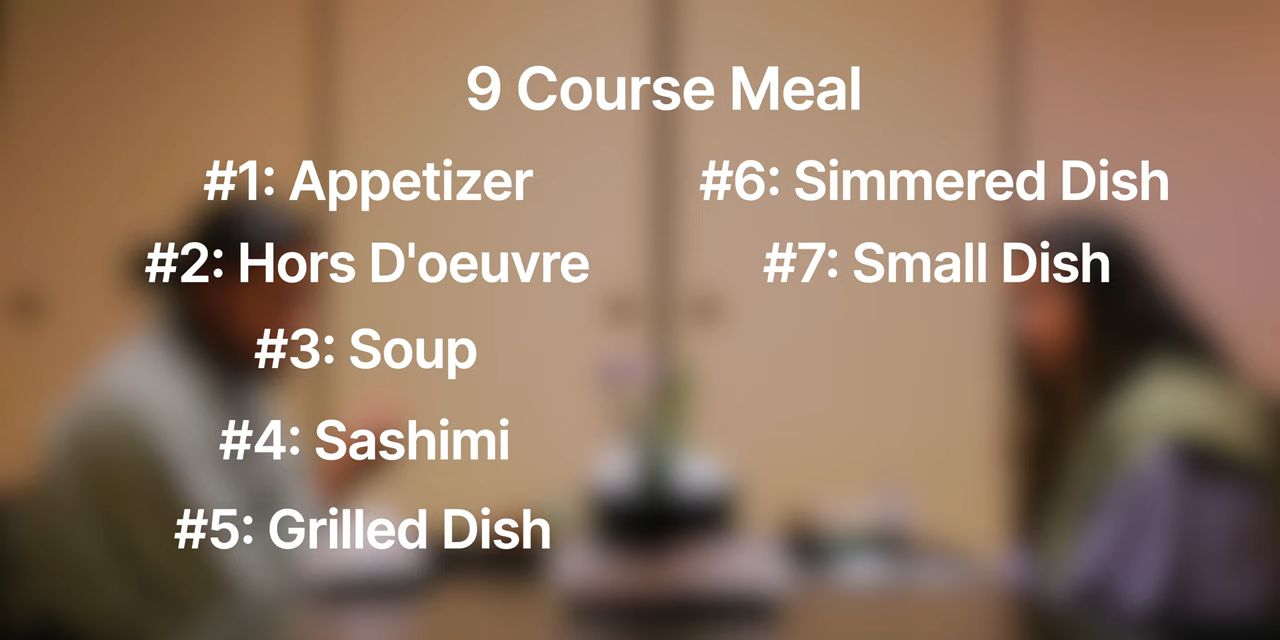 9 Course Meal
#1: Appetizer
#2: Hors D'oeuvre
#3: Soup
#4: Sashimi
#5: Grilled Dish
#6: Simmered Dish
#7: Small Dish